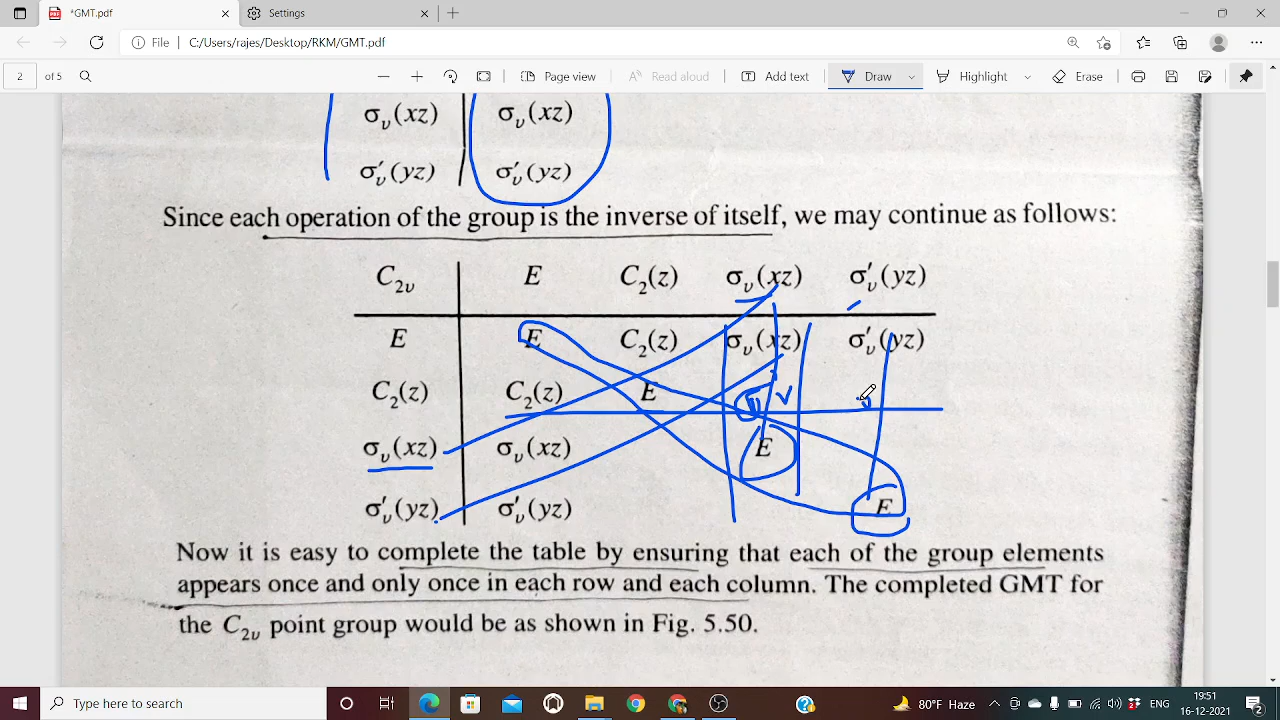 *GMT.pdf
Settings
File
C:/Users/rajes/Desktop/RKM/GMT.pdf
2 of 5
Page view
Read aloud
Add text
Draw
Highlight
Erase
σᵥ(xz) σᵥ(xz)
σ′ᵥ(yz) σ′ᵥ(yz)
Since each operation of the group is the inverse of itself, we may continue as follows:
C₂ᵥ E C₂(z) σᵥ(xz) σ′ᵥ(yz)
E E C₂(z) σᵥ(xz) σ′ᵥ(yz)
C₂(z) C₂(z) E
σᵥ(xz) σᵥ(xz) E
σ′ᵥ(yz) σ′ᵥ(yz) E
Now it is easy to complete the table by ensuring that each of the group elements
appears once and only once in each row and each column. The completed GMT for
the C₂ᵥ point group would be as shown in Fig. 5.50.
Type here to search
80°F Haze
ENG
19:51
16-12-2021